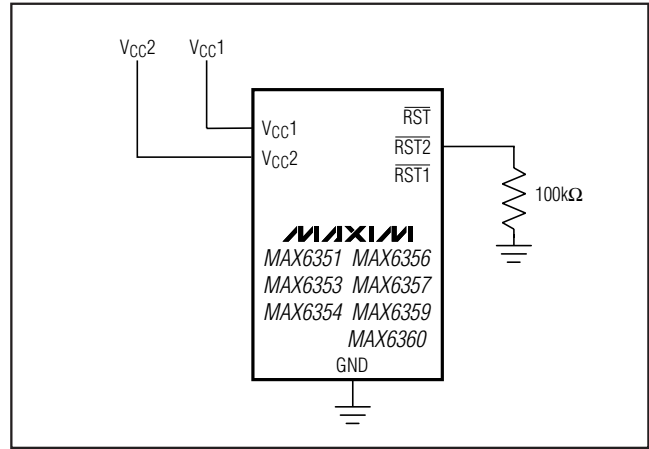 VCC2 VCC1
VCC1
VCC2
RST
RST2
RST1
100kΩ
MAXIM
MAX6351 MAX6356
MAX6353 MAX6357
MAX6354 MAX6359
MAX6360
GND